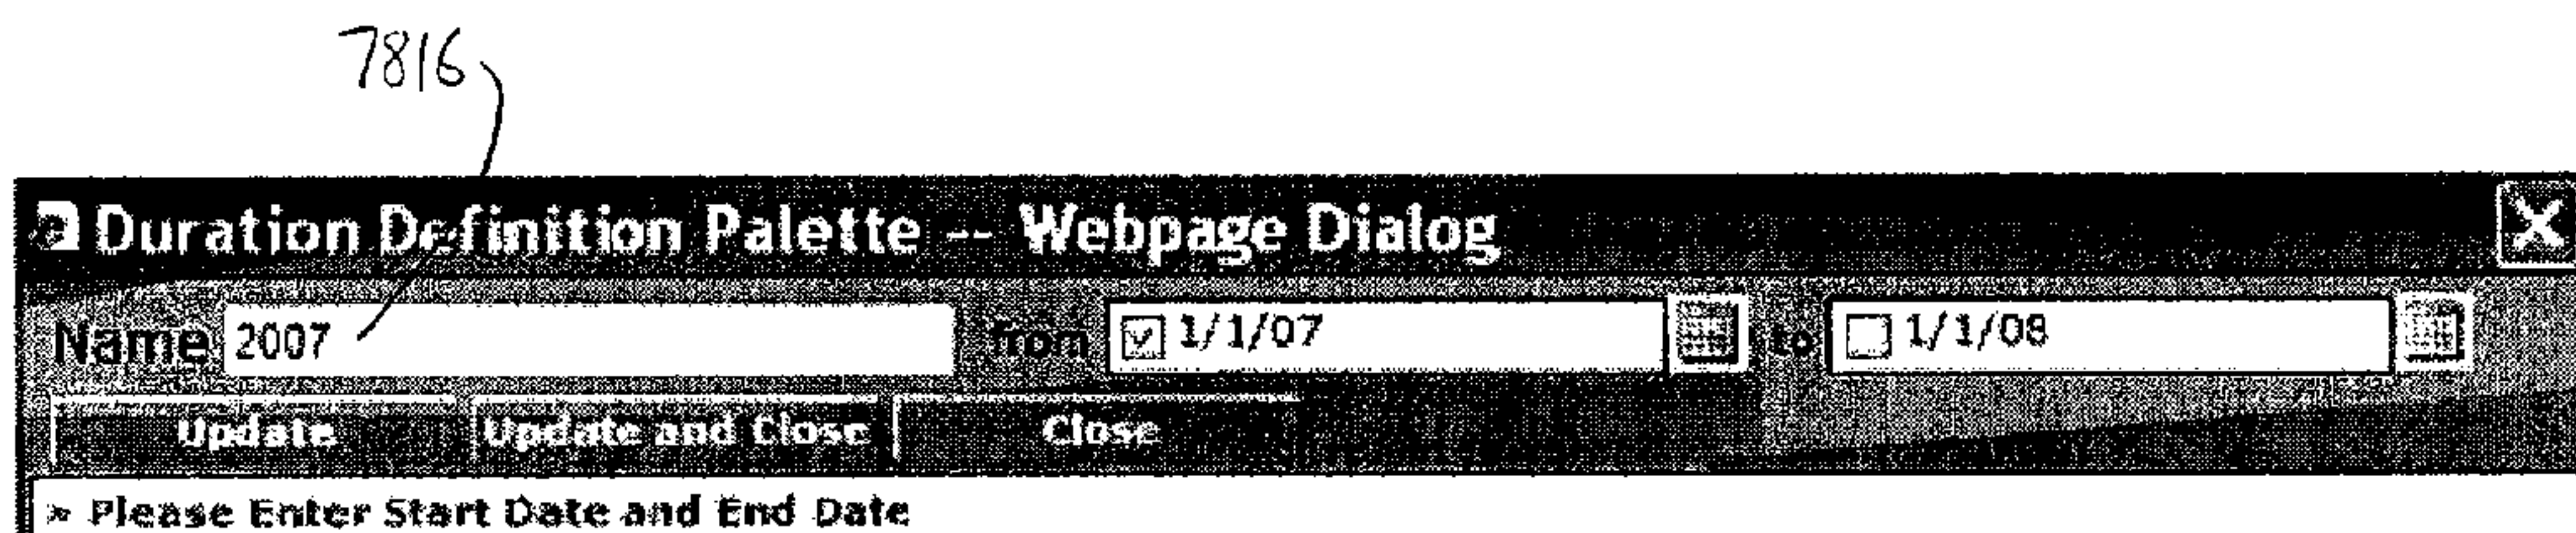 7816
Duration Definition Palette -- Webpage Dialog
Name 2007 from 1/1/07 to 1/1/08
Update Update and Close Close
» Please Enter Start Date and End Date